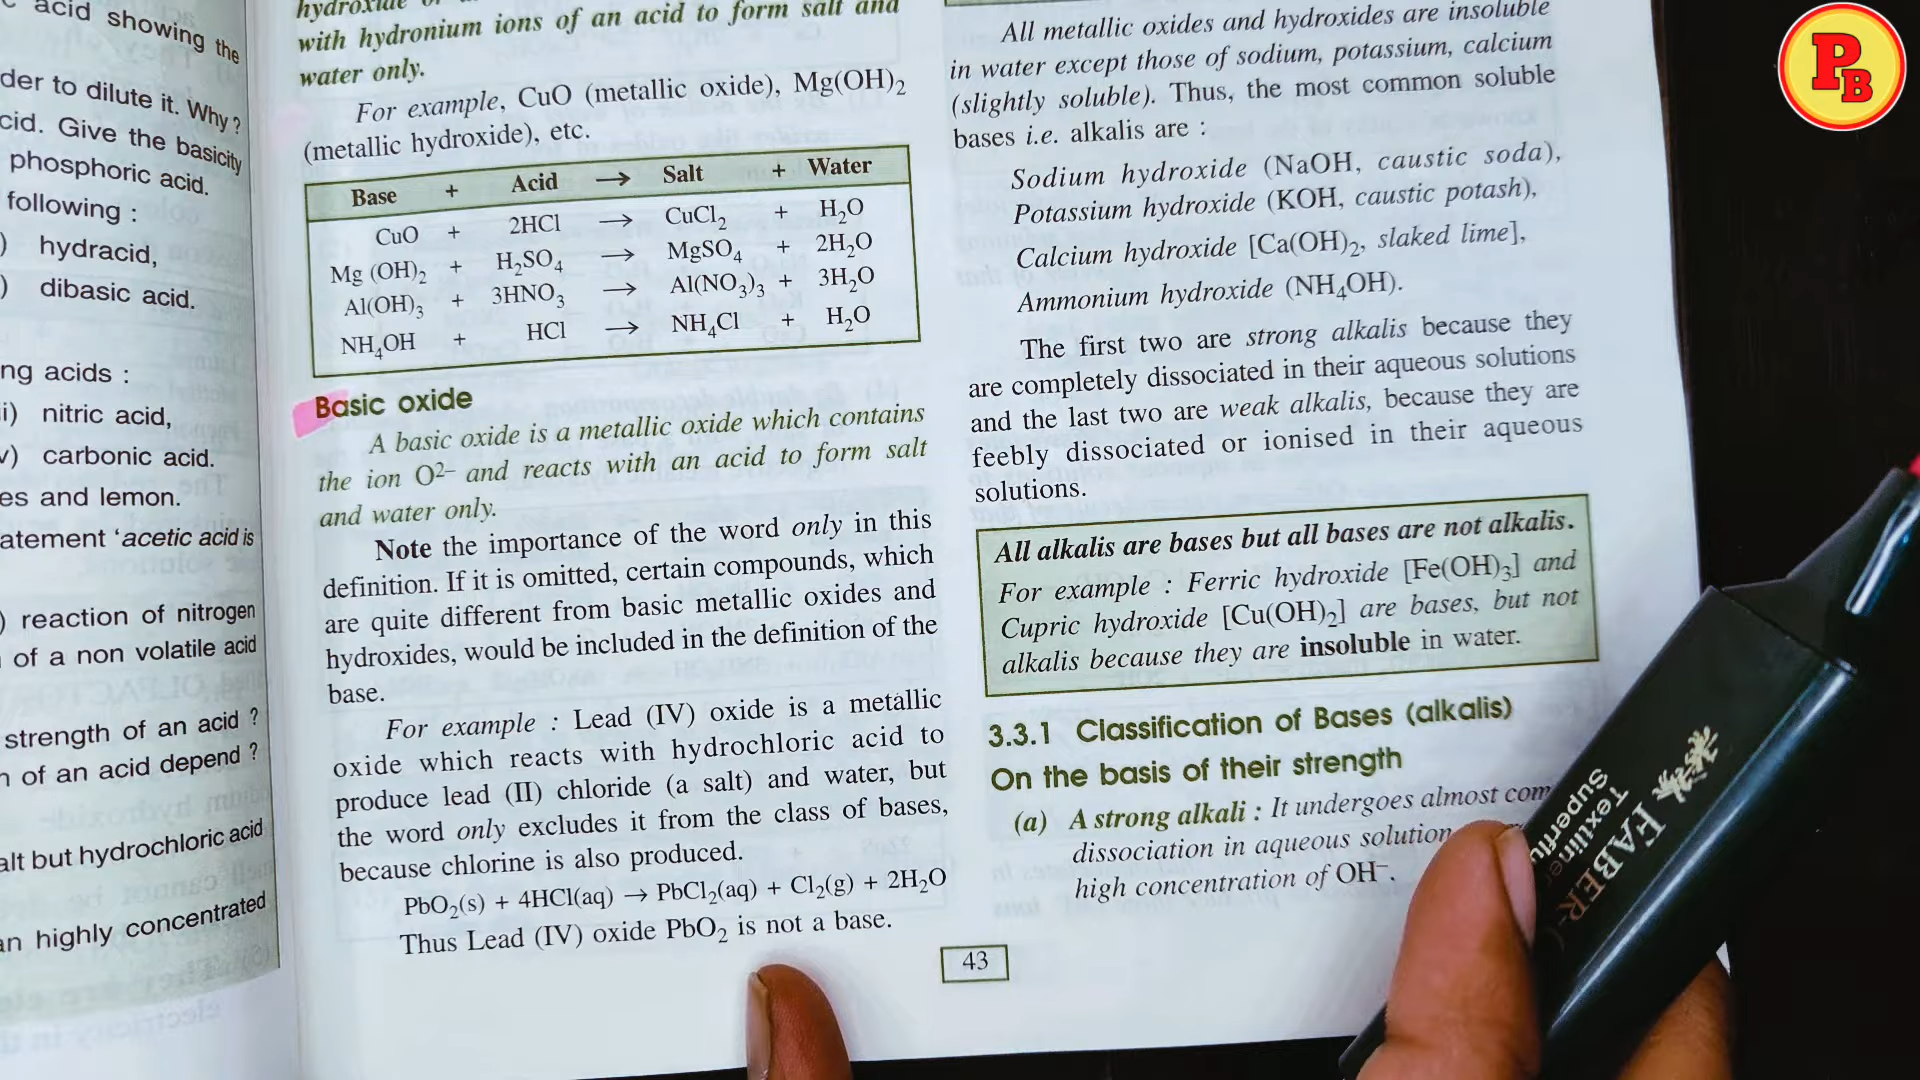 acid showing the
der to dilute it. Why?
cid. Give the basicity
phosphoric acid.
following :
) hydracid,
) dibasic acid.
ng acids :
i) nitric acid,
v) carbonic acid.
es and lemon.
atement 'acetic acid is
) reaction of nitrogen
of a non volatile acid
strength of an acid ?
n of an acid depend ?
alt but hydrochloric acid
an highly concentrated
with hydronium ions of an acid to form salt and
water only.
For example, CuO (metallic oxide), Mg(OH)₂
(metallic hydroxide), etc.
Base + Acid → Salt + Water
CuO + 2HCl → CuCl₂ + H₂O
Mg (OH)₂ + H₂SO₄ → MgSO₄ + 2H₂O
Al(OH)₃ + 3HNO₃ → Al(NO₃)₃ + 3H₂O
NH₄OH + HCl → NH₄Cl + H₂O
Basic oxide
A basic oxide is a metallic oxide which contains
the ion O²⁻ and reacts with an acid to form salt
and water only.
Note the importance of the word only in this
definition. If it is omitted, certain compounds, which
are quite different from basic metallic oxides and
hydroxides, would be included in the definition of the
base.
For example : Lead (IV) oxide is a metallic
oxide which reacts with hydrochloric acid to
produce lead (II) chloride (a salt) and water, but
the word only excludes it from the class of bases,
because chlorine is also produced.
PbO₂(s) + 4HCl(aq) → PbCl₂(aq) + Cl₂(g) + 2H₂O
Thus Lead (IV) oxide PbO₂ is not a base.
All metallic oxides and hydroxides are insoluble
in water except those of sodium, potassium, calcium
(slightly soluble). Thus, the most common soluble
bases i.e. alkalis are :
Sodium hydroxide (NaOH, caustic soda),
Potassium hydroxide (KOH, caustic potash),
Calcium hydroxide [Ca(OH)₂, slaked lime],
Ammonium hydroxide (NH₄OH).
The first two are strong alkalis because they
are completely dissociated in their aqueous solutions
and the last two are weak alkalis, because they are
feebly dissociated or ionised in their aqueous
solutions.
All alkalis are bases but all bases are not alkalis.
For example : Ferric hydroxide [Fe(OH)₃] and
Cupric hydroxide [Cu(OH)₂] are bases, but not
alkalis because they are insoluble in water.
3.3.1 Classification of Bases (alkalis)
On the basis of their strength
(a) A strong alkali : It undergoes almost com
dissociation in aqueous solution
high concentration of OH⁻.
43
PB
FABER-
Textliner
Superflu